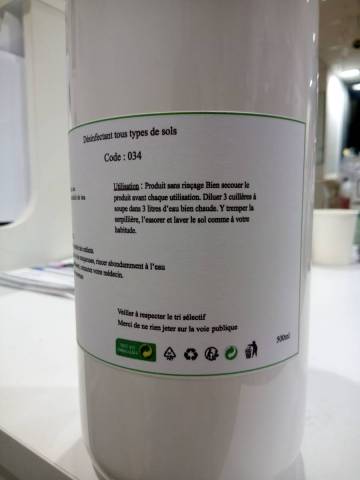 Désinfectant tous types de sols
Code : 034
Utilisation : Produit sans rinçage Bien secouer le
produit avant chaque utilisation. Diluer 3 cuillères à
soupe dans 3 litres d'eau bien chaude. Y tremper la
serpillière, l'essorer et laver le sol comme à votre
habitude.
rincer abondamment à l'eau
votre médecin.
Veiller à respecter le tri sélectif
Merci de ne rien jeter sur la voie publique
500ml